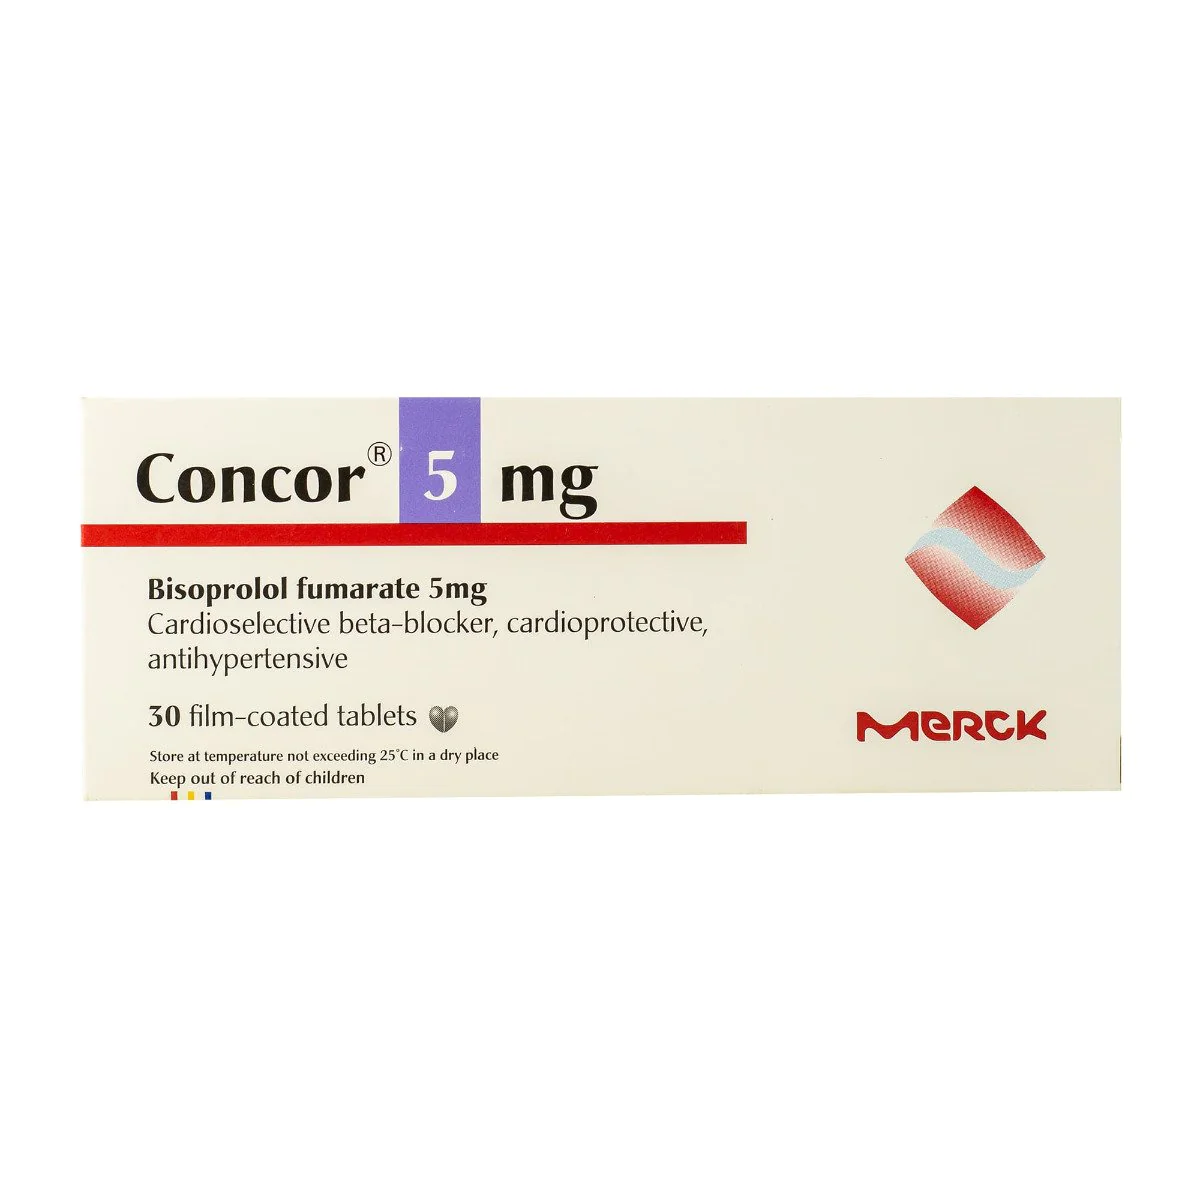 Concor® 5 mg
Bisoprolol fumarate 5mg
Cardioselective beta-blocker, cardioprotective,
antihypertensive
30 film-coated tablets
Store at temperature not exceeding 25°C in a dry place
Keep out of reach of children
MERCK